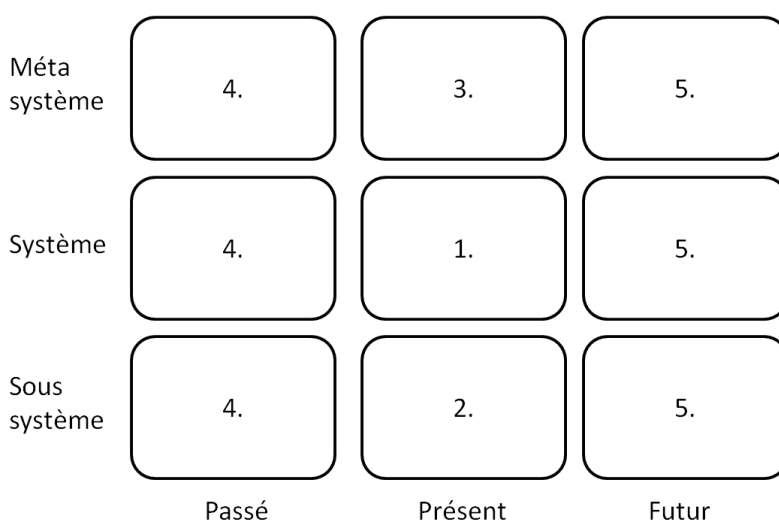 Méta
système
4.
3.
5.
Système
4.
1.
5.
Sous
système
4.
2.
5.
Passé
Présent
Futur